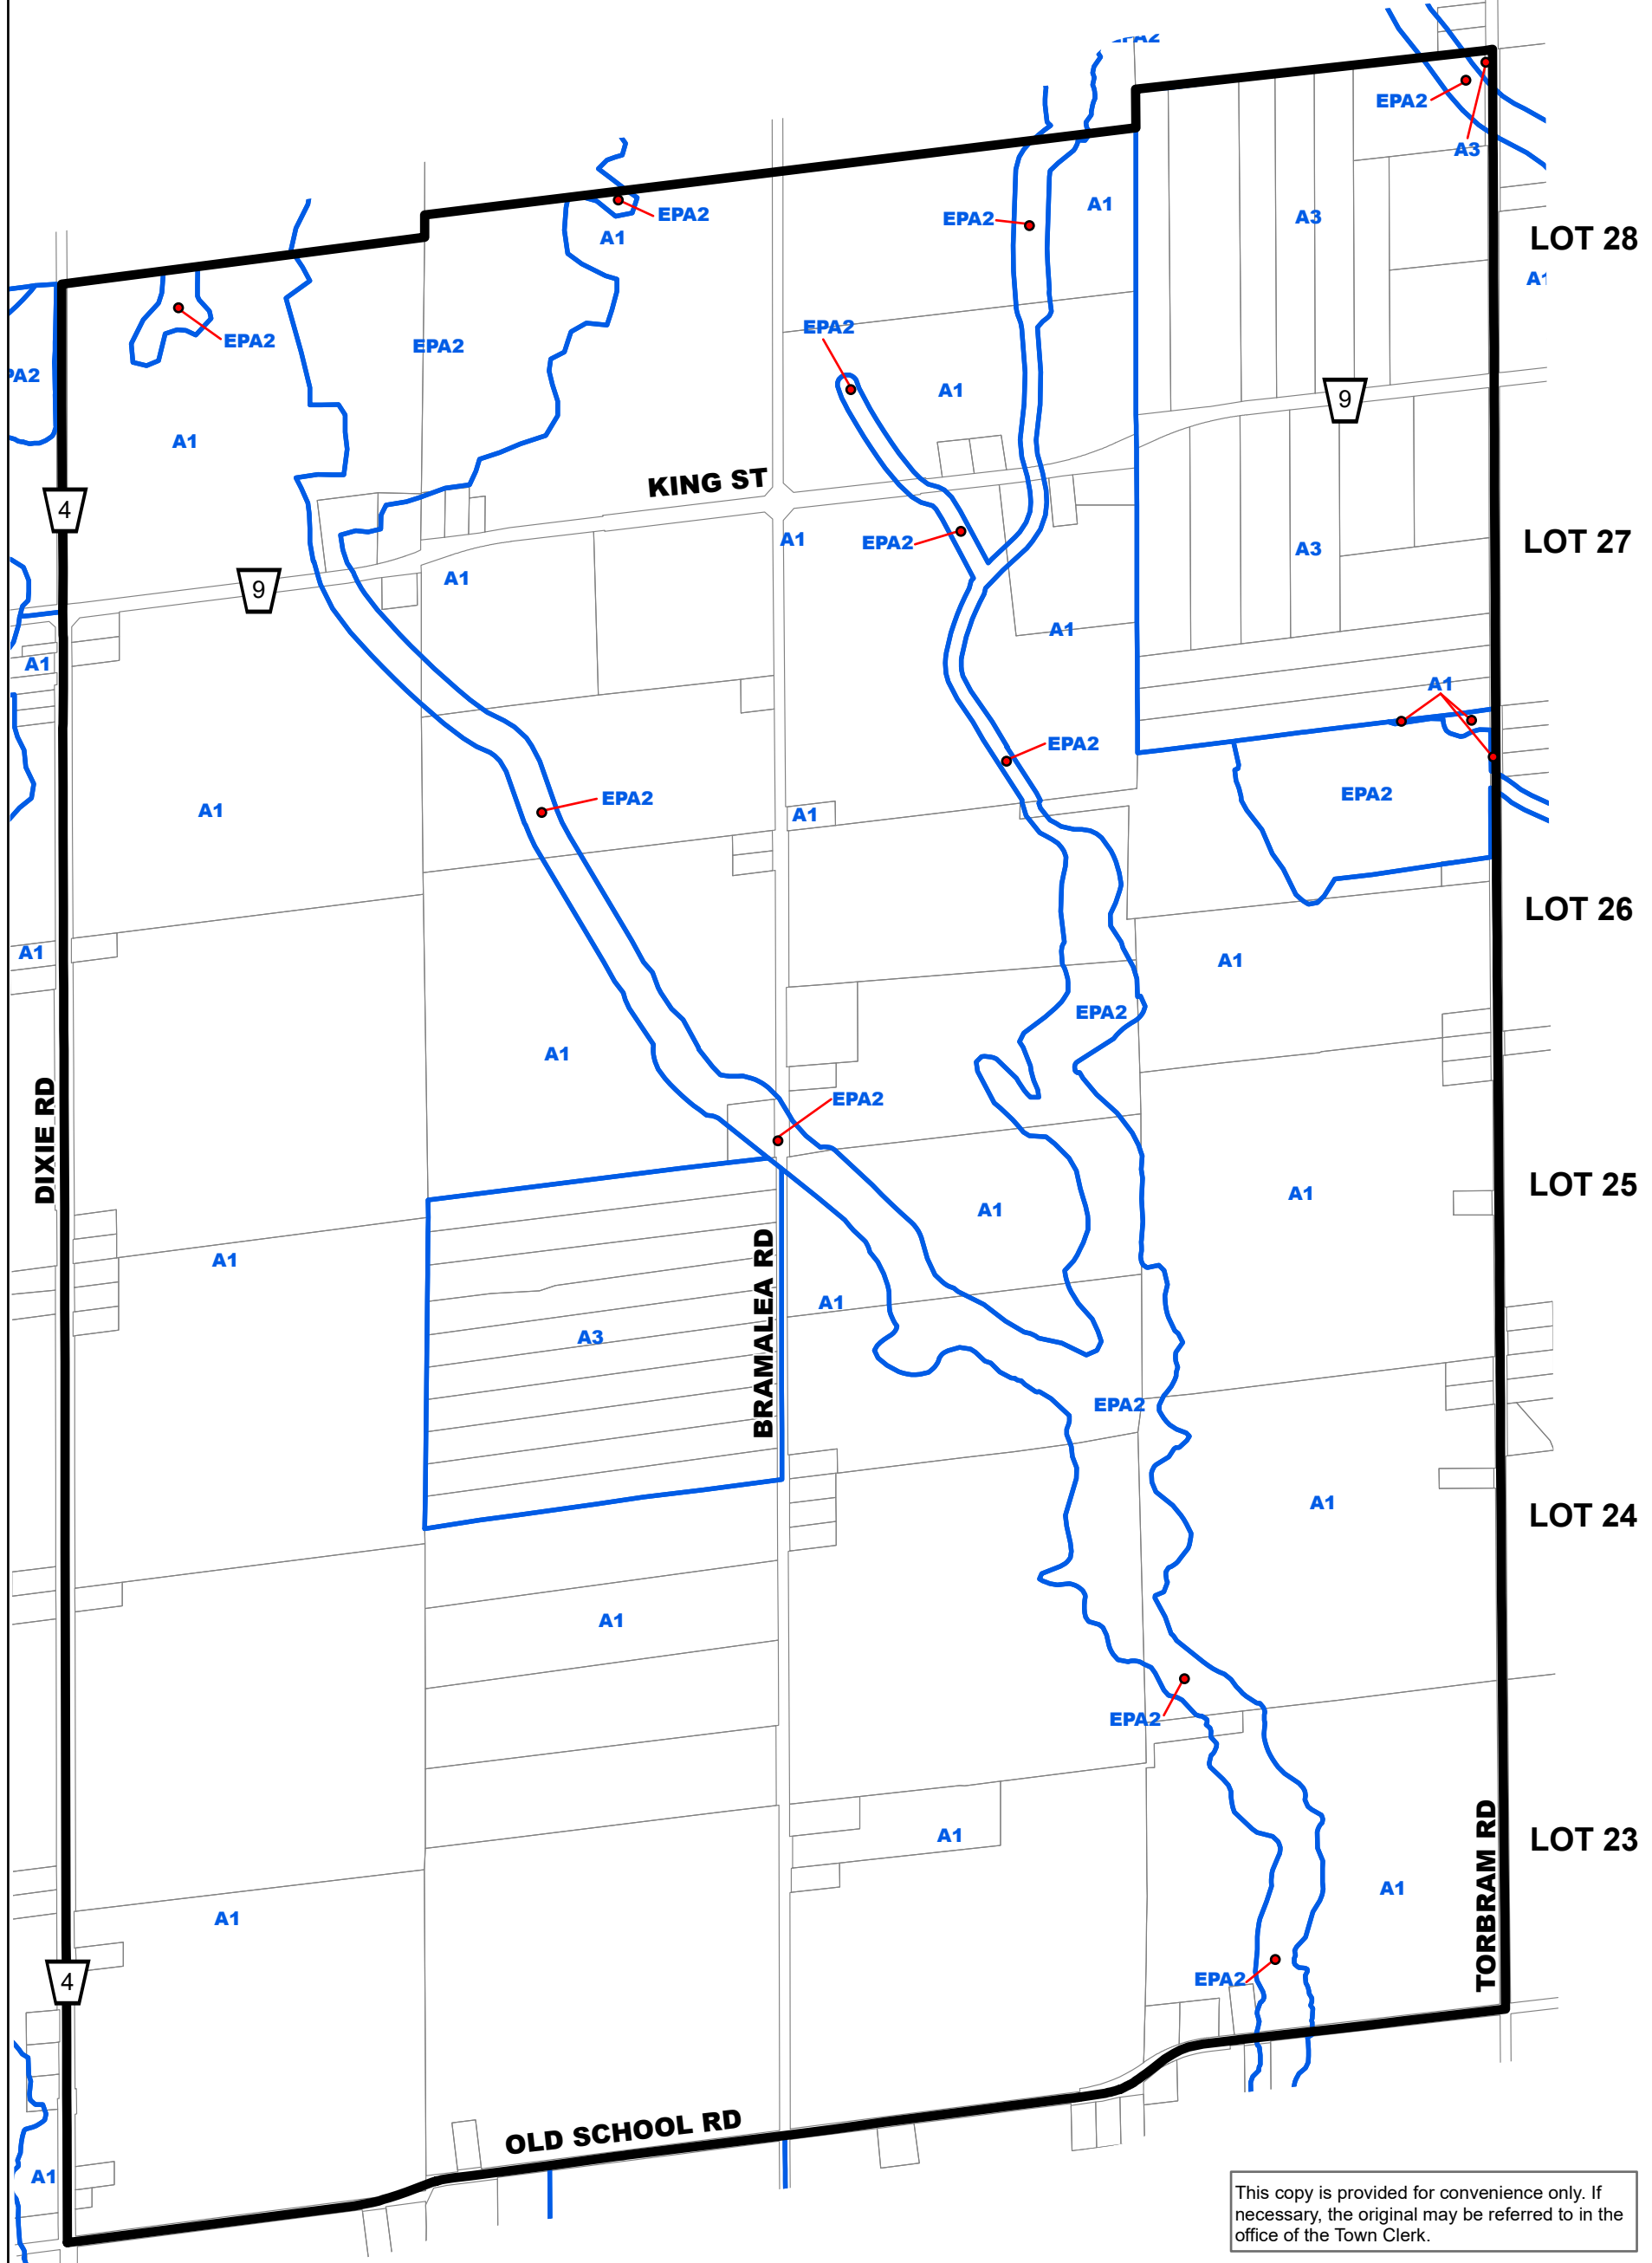 EPA2
EPA2
A3
EPA2
A1
EPA2
A1
A3
LOT 28
A1
EPA2
EPA2
EPA2
A1
A1
9
A1
KING ST
4
A1
EPA2
A3
LOT 27
9
A1
A1
A1
A1
EPA2
EPA2
EPA2
A1
A1
LOT 26
A1
A1
EPA2
A1
EPA2
DIXIE RD
LOT 25
A1
A1
A1
BRAMALEA RD
A1
A3
EPA2
A1
LOT 24
A1
EPA2
A1
LOT 23
TORBRAM RD
A1
A1
4
EPA2
OLD SCHOOL RD
A1
This copy is provided for convenience only. If
necessary, the original may be referred to in the
office of the Town Clerk.